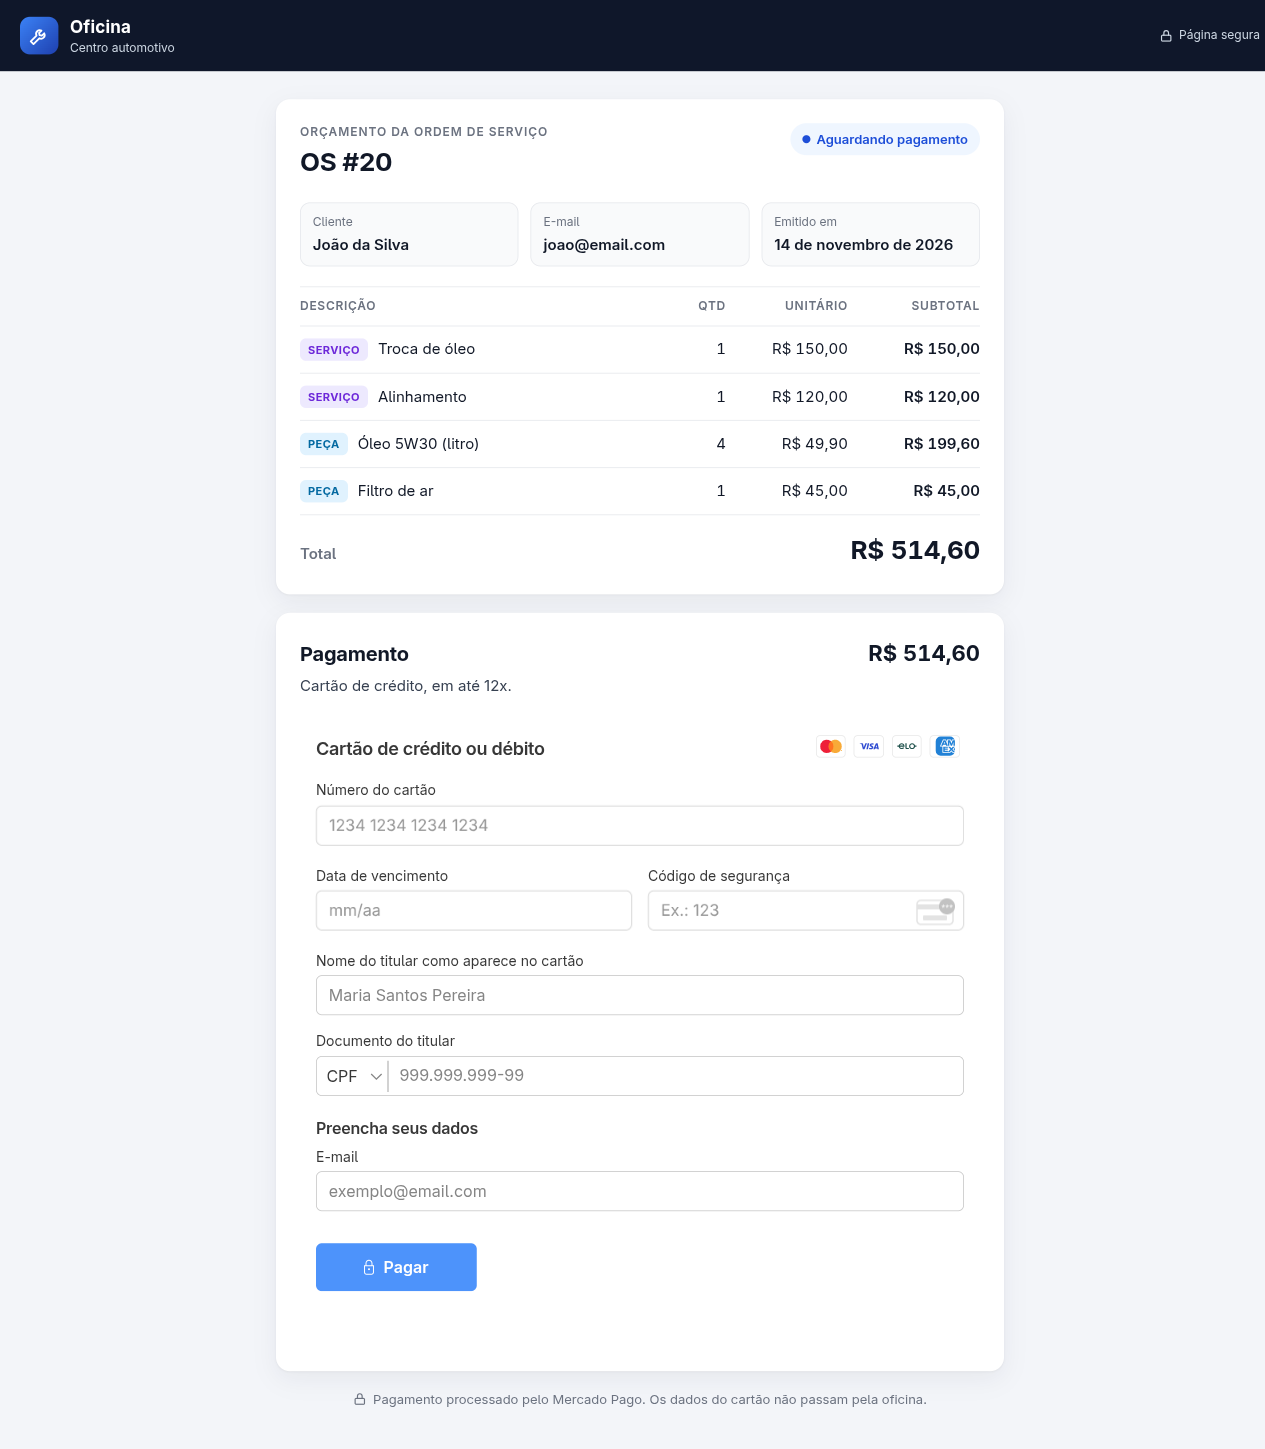 Oficina
Centro automotivo
Página segura
ORÇAMENTO DA ORDEM DE SERVIÇO
OS #20
Aguardando pagamento
Cliente
João da Silva
E-mail
joao@email.com
Emitido em
14 de novembro de 2026
DESCRIÇÃO QTD UNITÁRIO SUBTOTAL
SERVIÇO Troca de óleo 1 R$ 150,00 R$ 150,00
SERVIÇO Alinhamento 1 R$ 120,00 R$ 120,00
PEÇA Óleo 5W30 (litro) 4 R$ 49,90 R$ 199,60
PEÇA Filtro de ar 1 R$ 45,00 R$ 45,00
Total R$ 514,60
Pagamento R$ 514,60
Cartão de crédito, em até 12x.
Cartão de crédito ou débito
VISA elo AMEX
Número do cartão
1234 1234 1234 1234
Data de vencimento
mm/aa
Código de segurança
Ex.: 123
Nome do titular como aparece no cartão
Maria Santos Pereira
Documento do titular
CPF 999.999.999-99
Preencha seus dados
E-mail
exemplo@email.com
Pagar
Pagamento processado pelo Mercado Pago. Os dados do cartão não passam pela oficina.